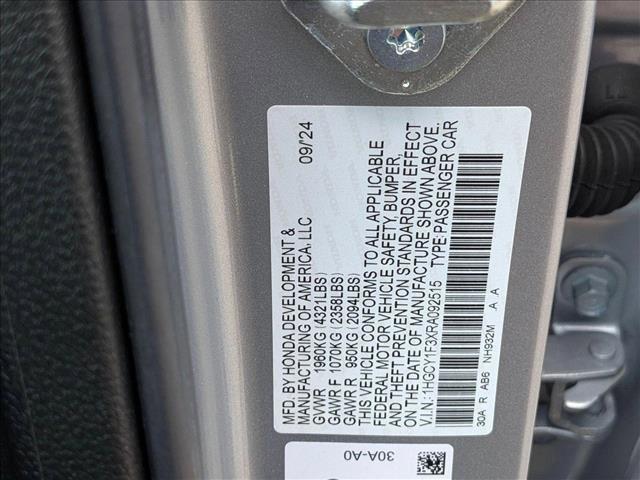 MFD. BY HONDA DEVELOPMENT &
MANUFACTURING OF AMERICA, LLC 09/24
GVWR 1960KG (4321LBS)
GAWR F 1070KG (2358LBS)
GAWR R 950KG (2094LBS)
THIS VEHICLE CONFORMS TO ALL APPLICABLE
FEDERAL MOTOR VEHICLE SAFETY, BUMPER,
AND THEFT PREVENTION STANDARDS IN EFFECT
ON THE DATE OF MANUFACTURE SHOWN ABOVE.
V.I.N.: 1HGCY1F3XRA092515 TYPE: PASSENGER CAR
30A R AB6 NH932M A A
30A-A0